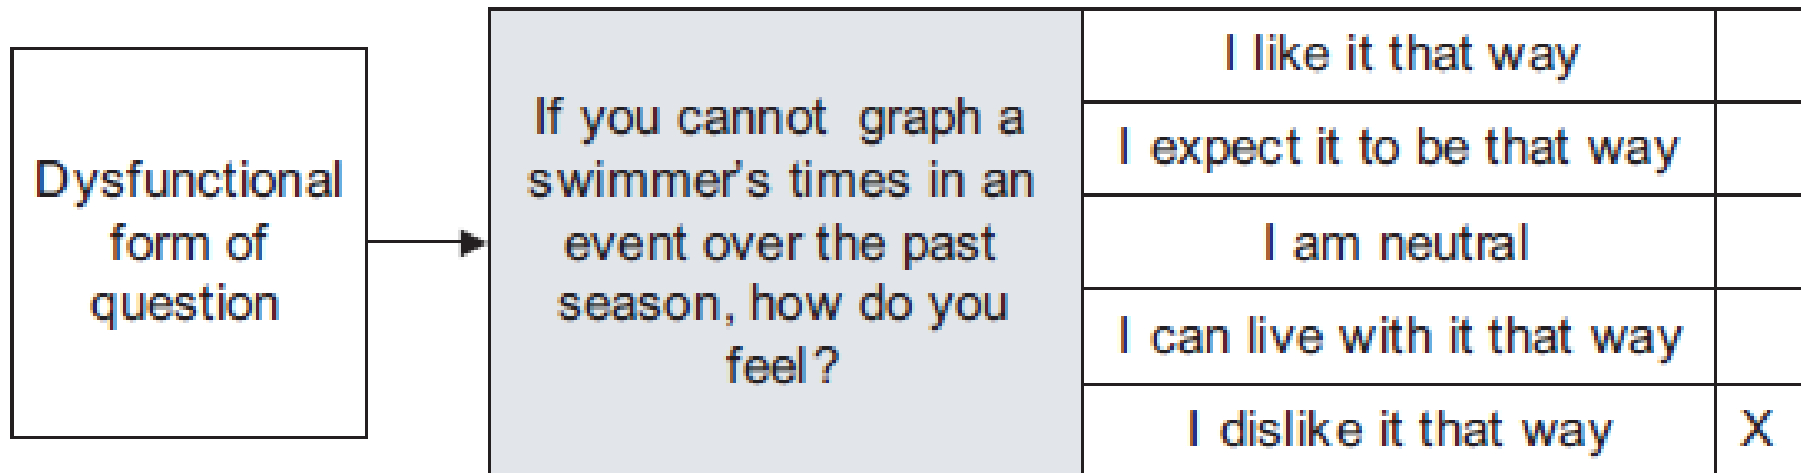 Dysfunctional
form of
question
If you cannot graph a
swimmer's times in an
event over the past
season, how do you
feel?
I like it that way
I expect it to be that way
I am neutral
I can live with it that way
I dislike it that way X